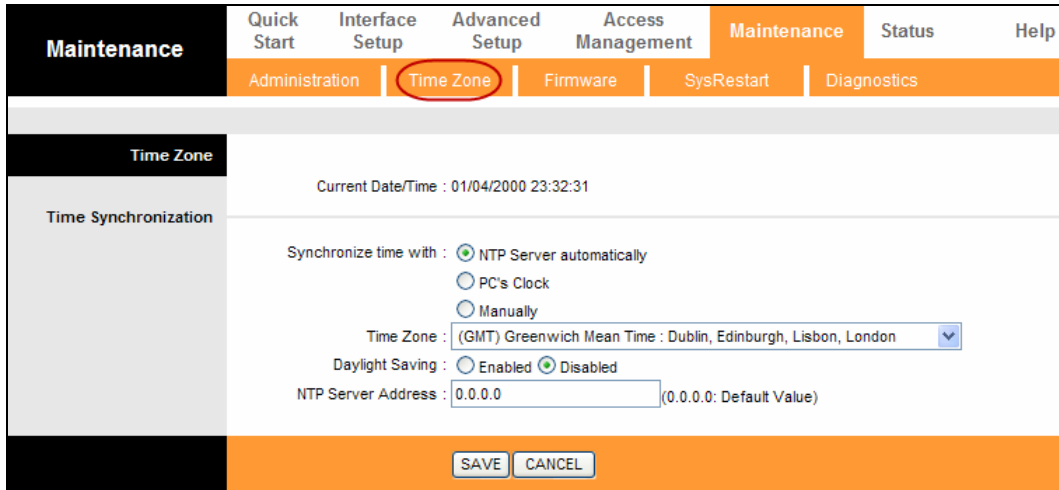 Maintenance
Quick Start
Interface Setup
Advanced Setup
Access Management
Maintenance
Status
Help
Administration
Time Zone
Firmware
SysRestart
Diagnostics
Time Zone
Current Date/Time : 01/04/2000 23:32:31
Time Synchronization
Synchronize time with : NTP Server automatically
PC's Clock
Manually
Time Zone : (GMT) Greenwich Mean Time : Dublin, Edinburgh, Lisbon, London
Daylight Saving : Enabled Disabled
NTP Server Address : 0.0.0.0 (0.0.0.0: Default Value)
SAVE CANCEL